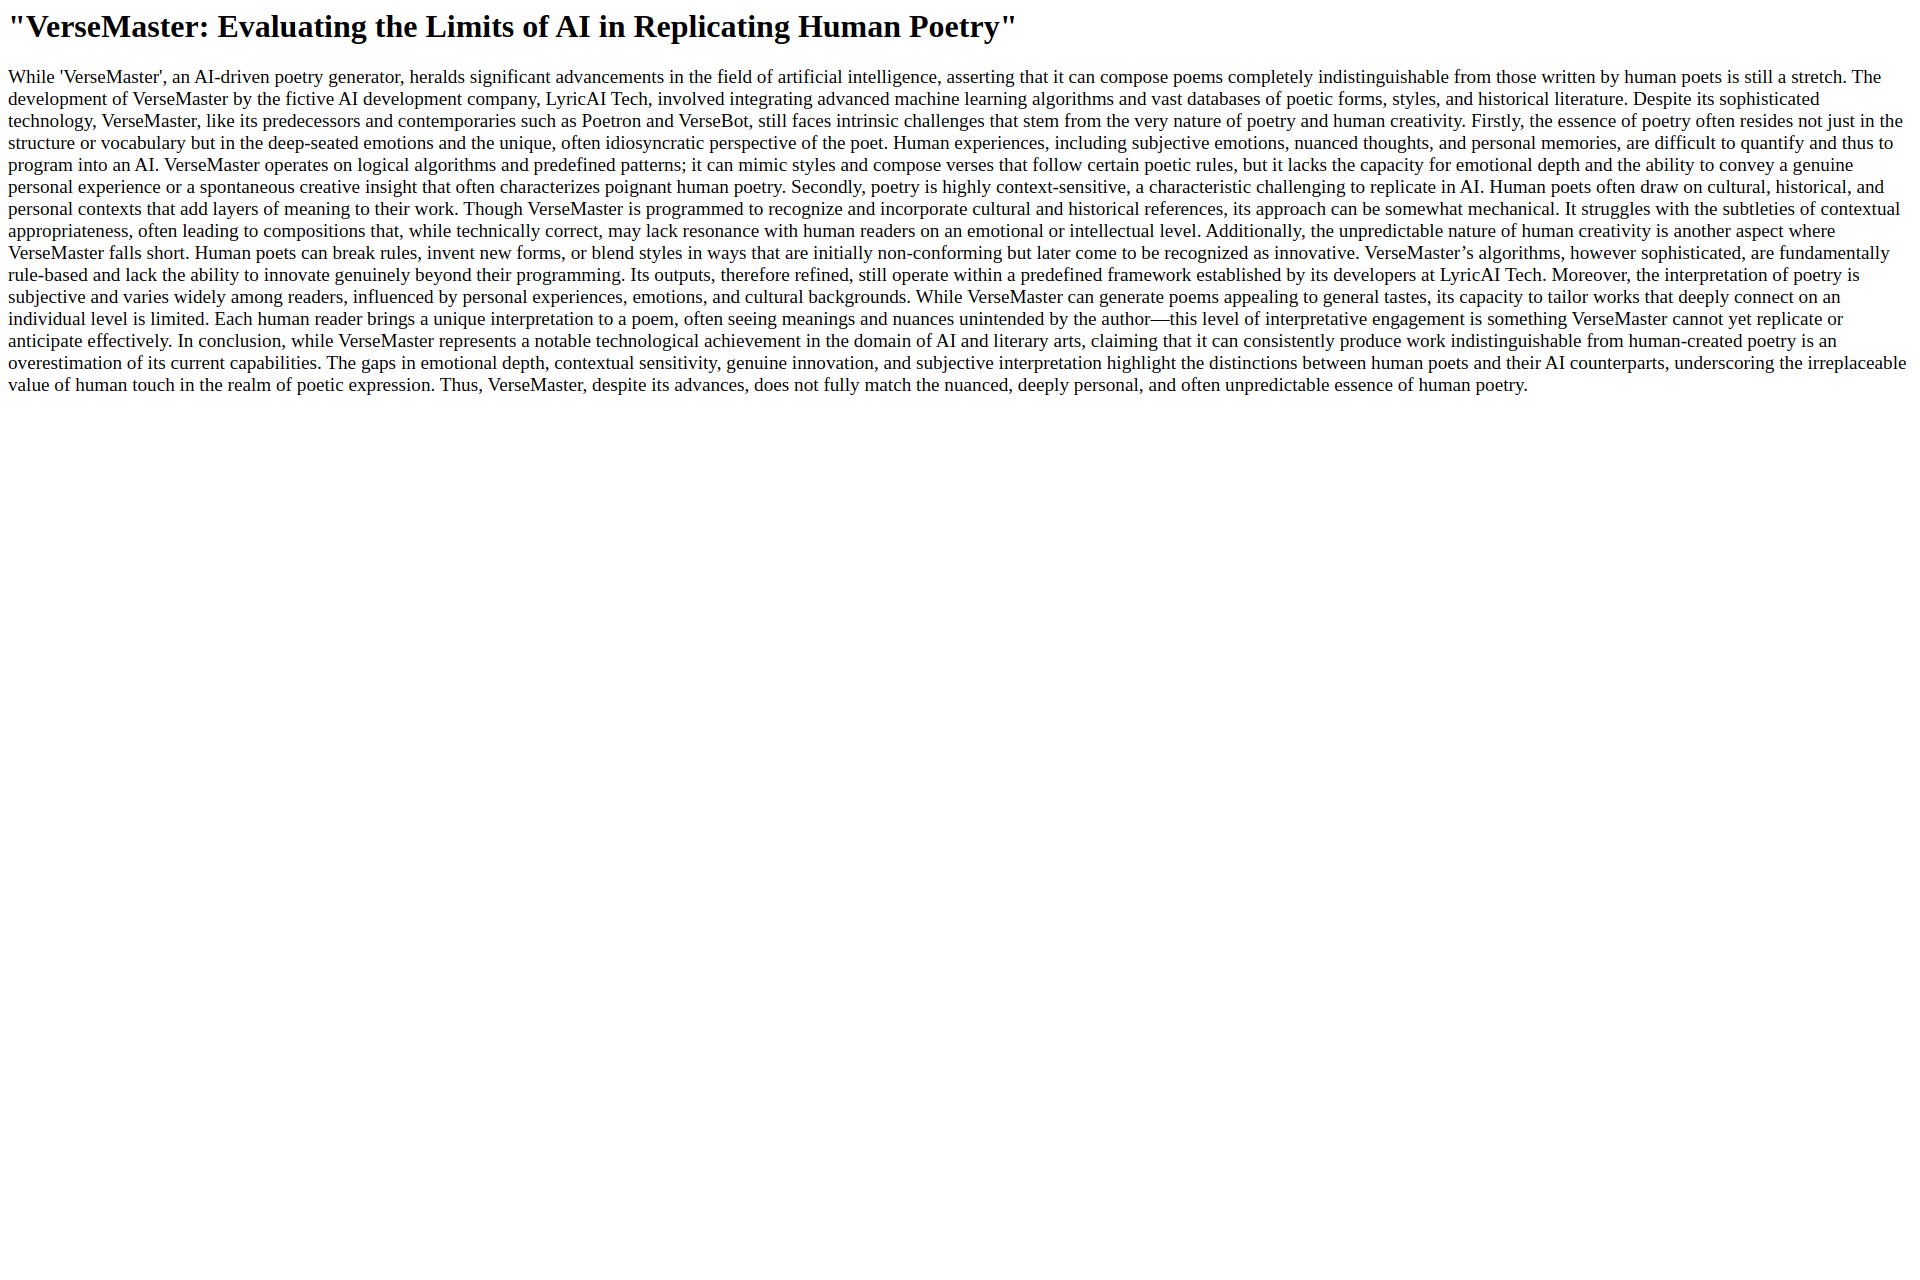 "VerseMaster: Evaluating the Limits of AI in Replicating Human Poetry"
While 'VerseMaster', an AI-driven poetry generator, heralds significant advancements in the field of artificial intelligence, asserting that it can compose poems completely indistinguishable from those written by human poets is still a stretch. The
development of VerseMaster by the fictive AI development company, LyricAI Tech, involved integrating advanced machine learning algorithms and vast databases of poetic forms, styles, and historical literature. Despite its sophisticated
technology, VerseMaster, like its predecessors and contemporaries such as Poetron and VerseBot, still faces intrinsic challenges that stem from the very nature of poetry and human creativity. Firstly, the essence of poetry often resides not just in the
structure or vocabulary but in the deep-seated emotions and the unique, often idiosyncratic perspective of the poet. Human experiences, including subjective emotions, nuanced thoughts, and personal memories, are difficult to quantify and thus to
program into an AI. VerseMaster operates on logical algorithms and predefined patterns; it can mimic styles and compose verses that follow certain poetic rules, but it lacks the capacity for emotional depth and the ability to convey a genuine
personal experience or a spontaneous creative insight that often characterizes poignant human poetry. Secondly, poetry is highly context-sensitive, a characteristic challenging to replicate in AI. Human poets often draw on cultural, historical, and
personal contexts that add layers of meaning to their work. Though VerseMaster is programmed to recognize and incorporate cultural and historical references, its approach can be somewhat mechanical. It struggles with the subtleties of contextual
appropriateness, often leading to compositions that, while technically correct, may lack resonance with human readers on an emotional or intellectual level. Additionally, the unpredictable nature of human creativity is another aspect where
VerseMaster falls short. Human poets can break rules, invent new forms, or blend styles in ways that are initially non-conforming but later come to be recognized as innovative. VerseMaster’s algorithms, however sophisticated, are fundamentally
rule-based and lack the ability to innovate genuinely beyond their programming. Its outputs, therefore refined, still operate within a predefined framework established by its developers at LyricAI Tech. Moreover, the interpretation of poetry is
subjective and varies widely among readers, influenced by personal experiences, emotions, and cultural backgrounds. While VerseMaster can generate poems appealing to general tastes, its capacity to tailor works that deeply connect on an
individual level is limited. Each human reader brings a unique interpretation to a poem, often seeing meanings and nuances unintended by the author—this level of interpretative engagement is something VerseMaster cannot yet replicate or
anticipate effectively. In conclusion, while VerseMaster represents a notable technological achievement in the domain of AI and literary arts, claiming that it can consistently produce work indistinguishable from human-created poetry is an
overestimation of its current capabilities. The gaps in emotional depth, contextual sensitivity, genuine innovation, and subjective interpretation highlight the distinctions between human poets and their AI counterparts, underscoring the irreplaceable
value of human touch in the realm of poetic expression. Thus, VerseMaster, despite its advances, does not fully match the nuanced, deeply personal, and often unpredictable essence of human poetry.